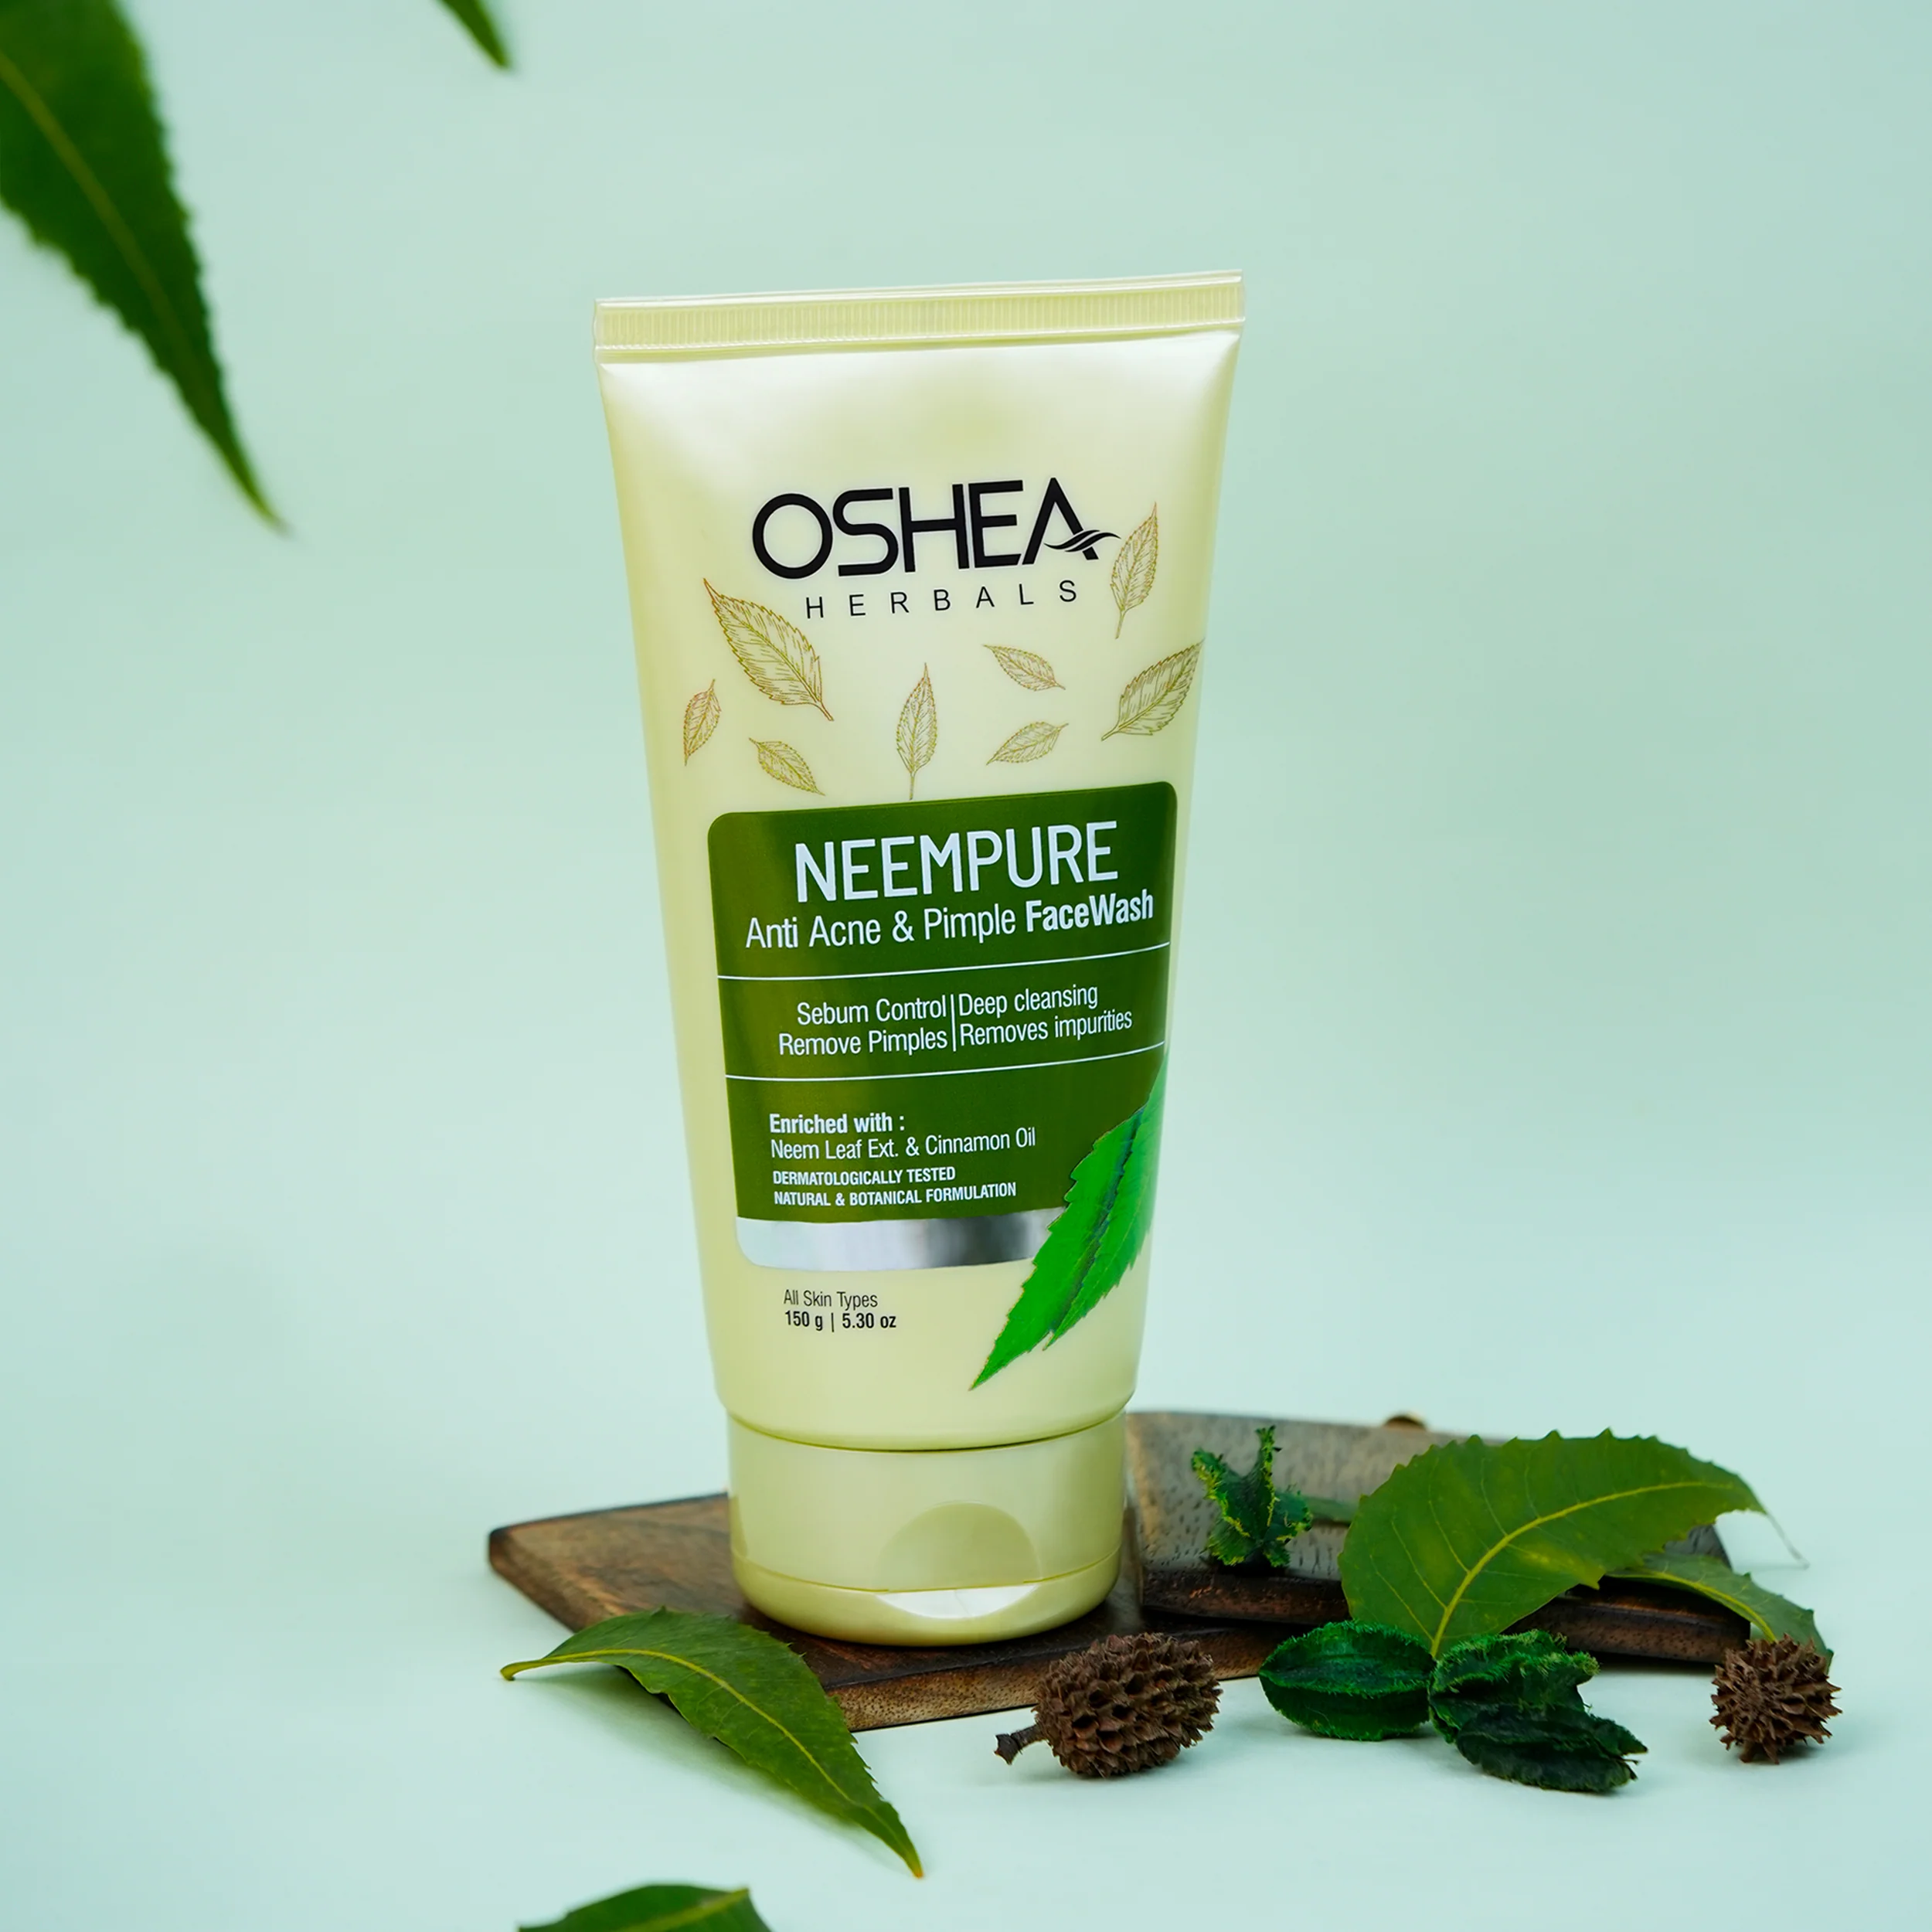 OSHEA
HERBALS
NEEMPURE
Anti Acne & Pimple FaceWash
Sebum Control | Deep cleansing
Remove Pimples | Removes impurities
Enriched with :
Neem Leaf Ext. & Cinnamon Oil
DERMATOLOGICALLY TESTED
NATURAL & BOTANICAL FORMULATION
All Skin Types
150 g | 5.30 oz